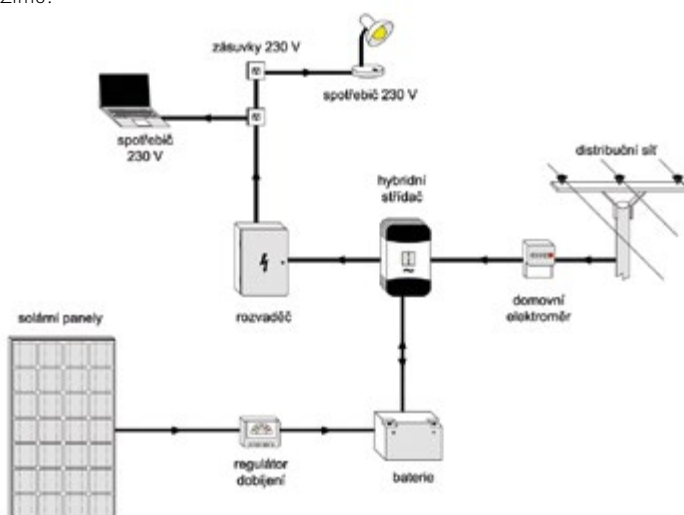 zásuvky 230 V
spotřebič 230 V
spotřebič
230 V
distribuční síť
hybridní
střídač
rozvaděč
domovní
elektroměr
solární panely
regulátor
dobíjení
baterie